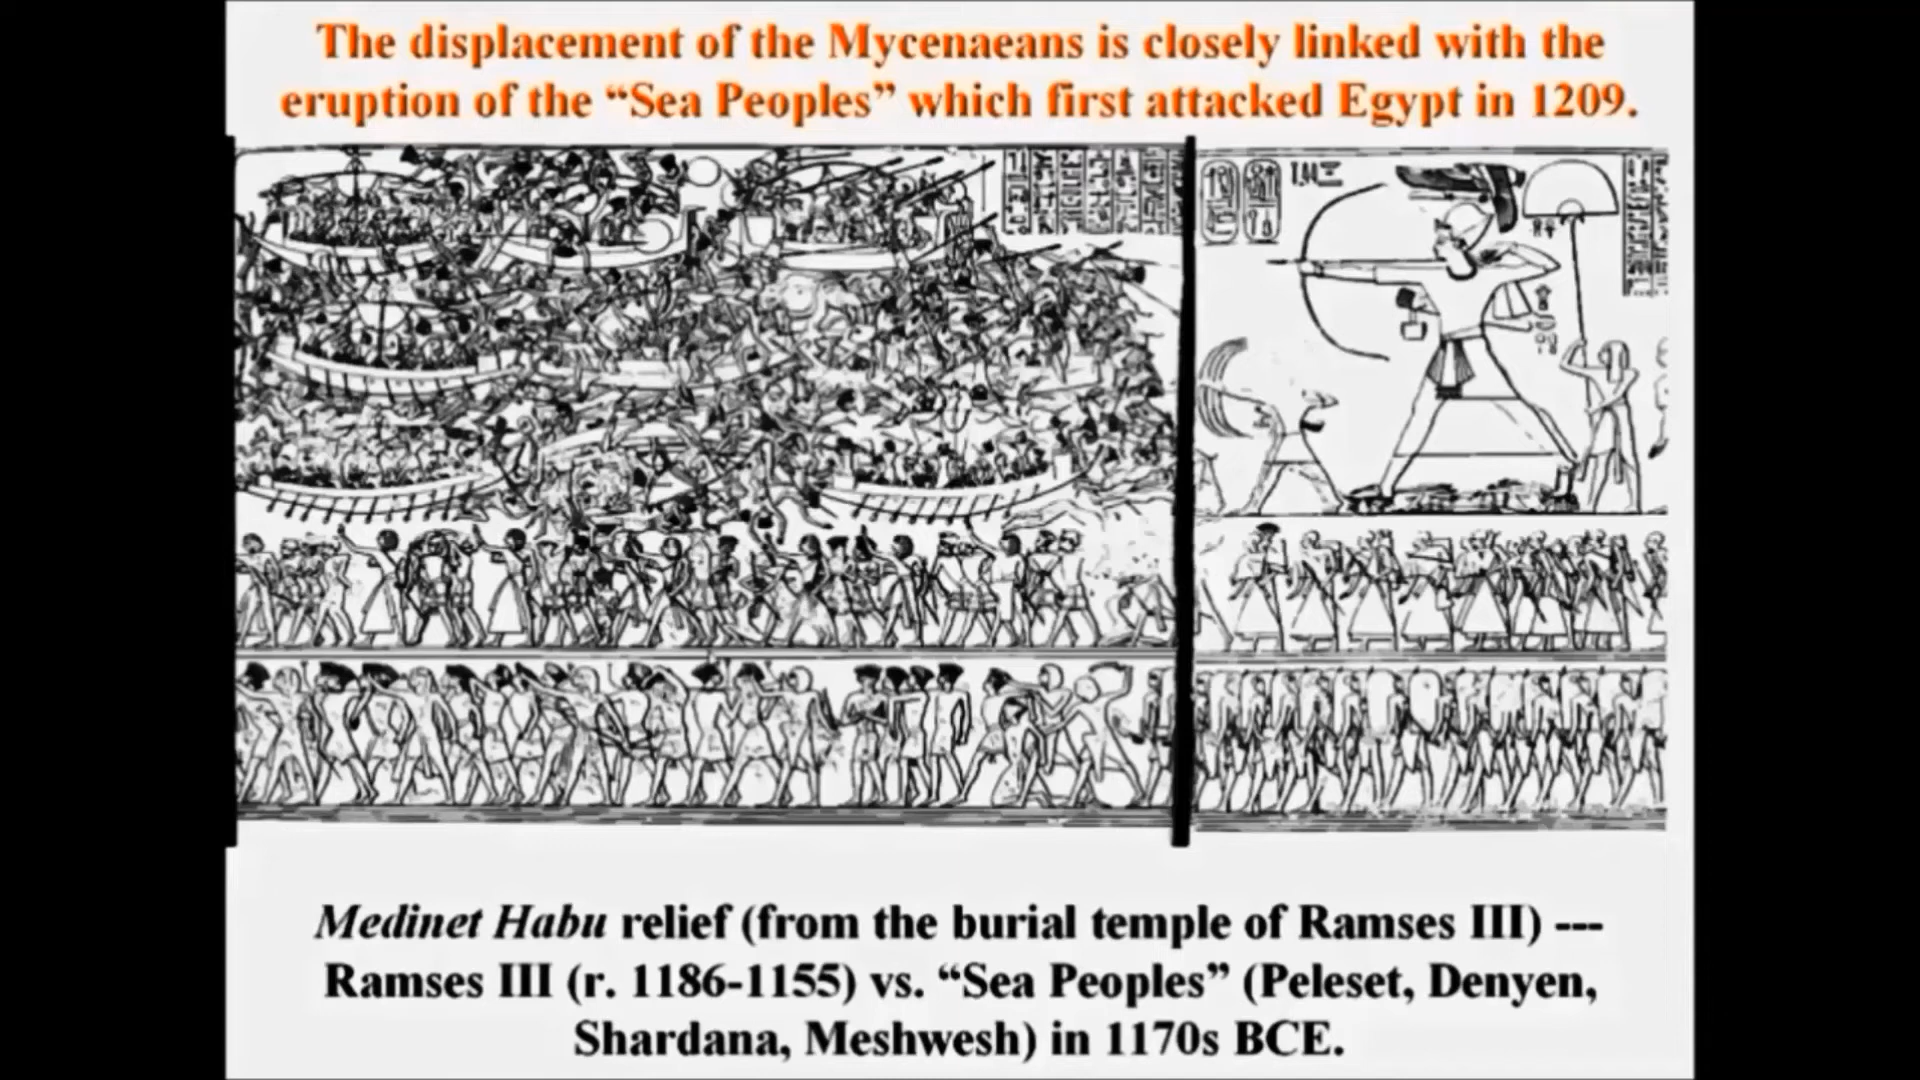 The displacement of the Mycenaeans is closely linked with the
eruption of the “Sea Peoples” which first attacked Egypt in 1209.
Medinet Habu relief (from the burial temple of Ramses III) ---
Ramses III (r. 1186-1155) vs. “Sea Peoples” (Peleset, Denyen,
Shardana, Meshwesh) in 1170s BCE.